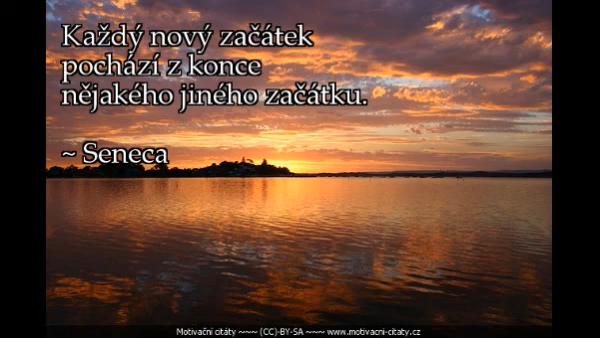 Každý nový začátek
pochází z konce
nějakého jiného začátku.
~ Seneca
Motivační citáty ~~~ (CC)-BY-SA ~~~ www.motivacni-citaty.cz